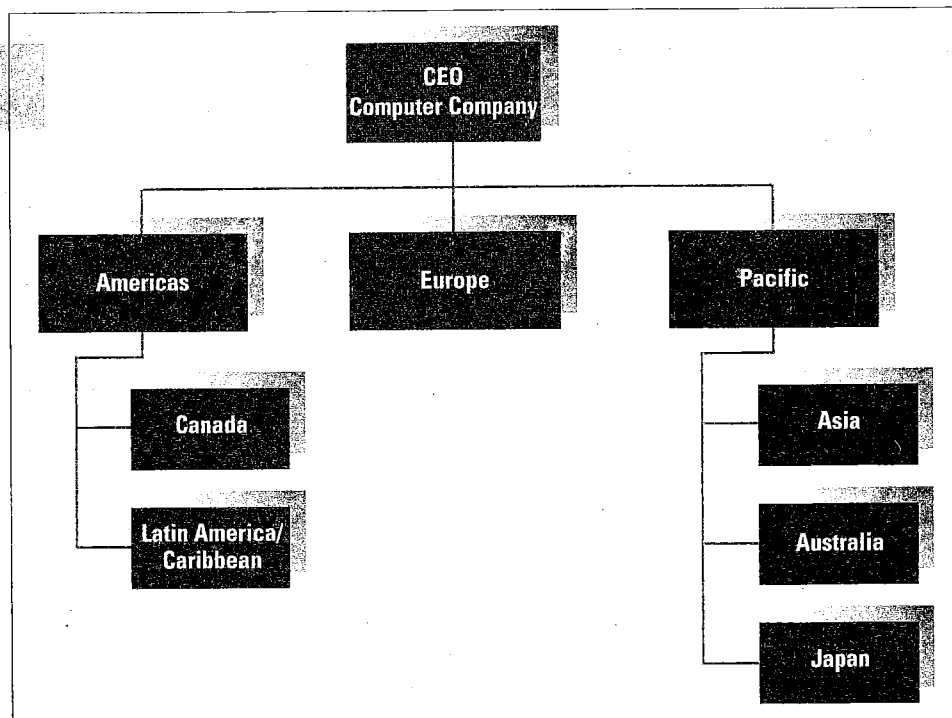 CEO
Computer Company
Americas
Europe
Pacific
Canada
Latin America/
Caribbean
Asia
Australia
Japan